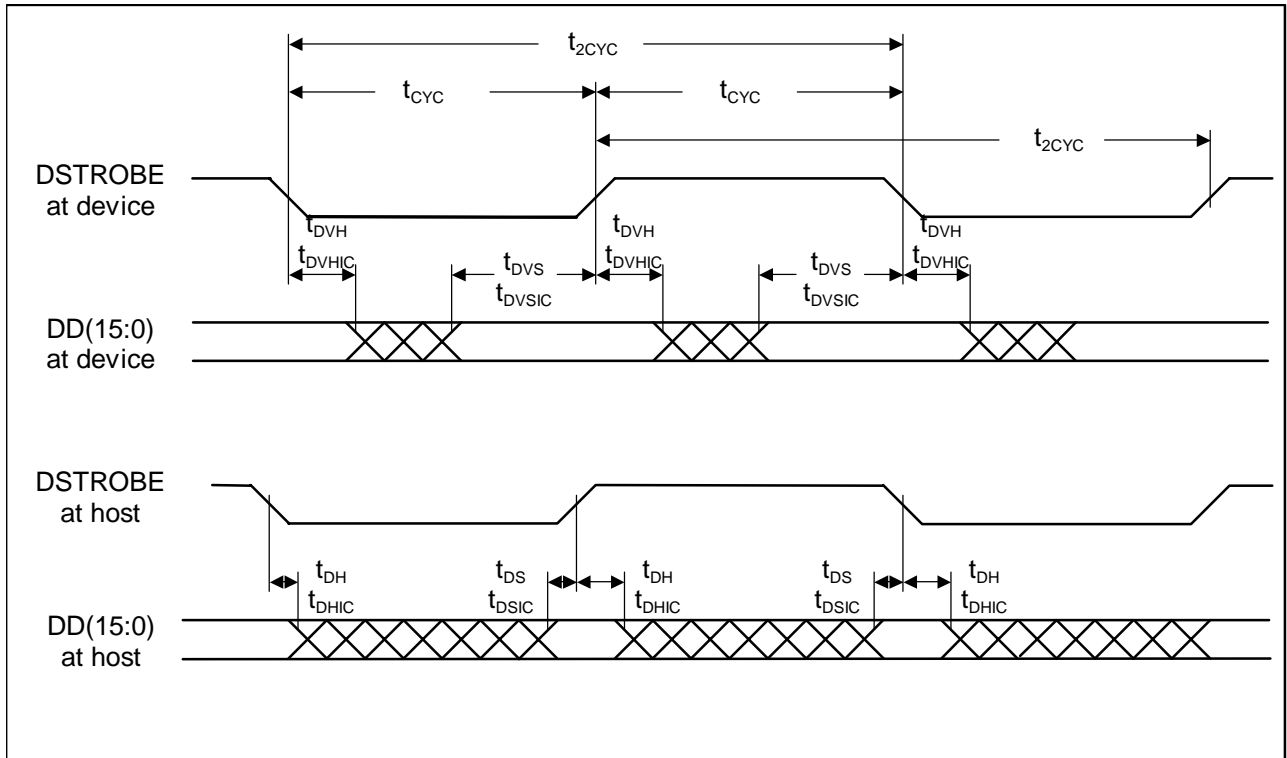 t2CYC
tCYC tCYC
t2CYC
DSTROBE
at device
tDVH tDVH tDVH
tDVHIC tDVS tDVHIC tDVS tDVHIC
tDVSIC tDVSIC
DD(15:0)
at device
DSTROBE
at host
tDH tDS tDH tDS tDH
tDHIC tDSIC tDHIC tDSIC tDHIC
DD(15:0)
at host